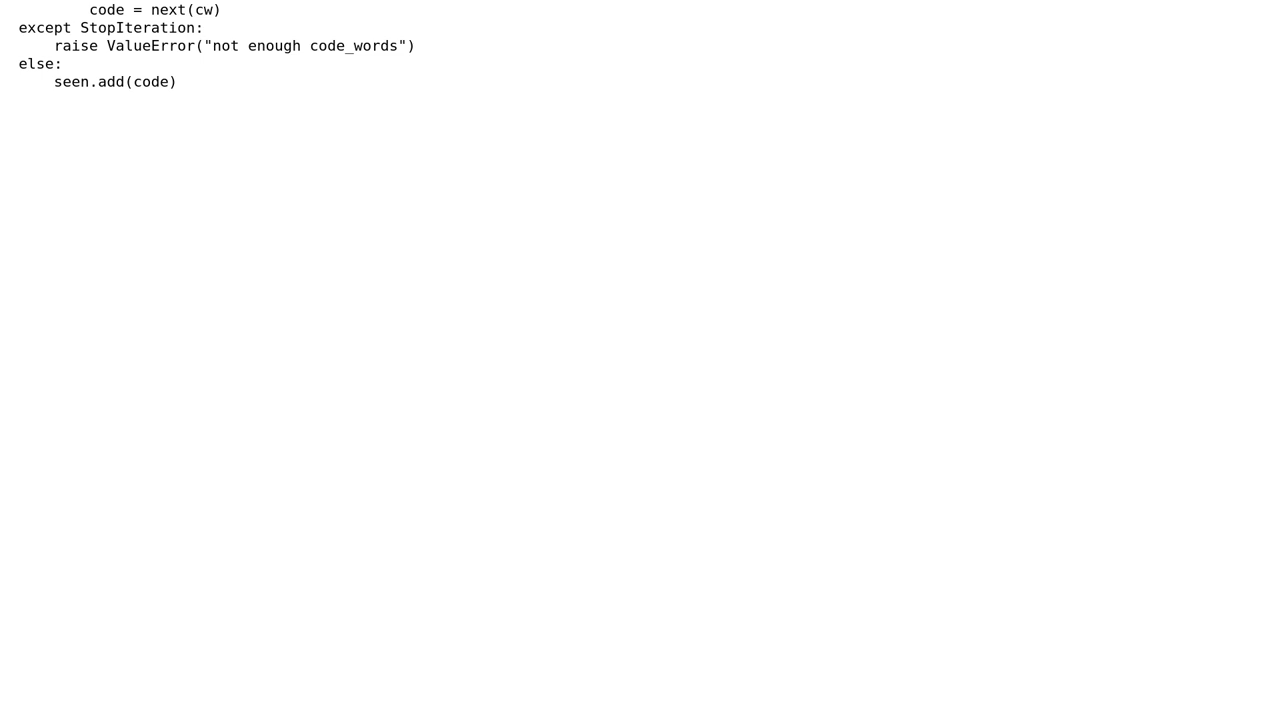 code = next(cw)
except StopIteration:
    raise ValueError("not enough code_words")
else:
    seen.add(code)